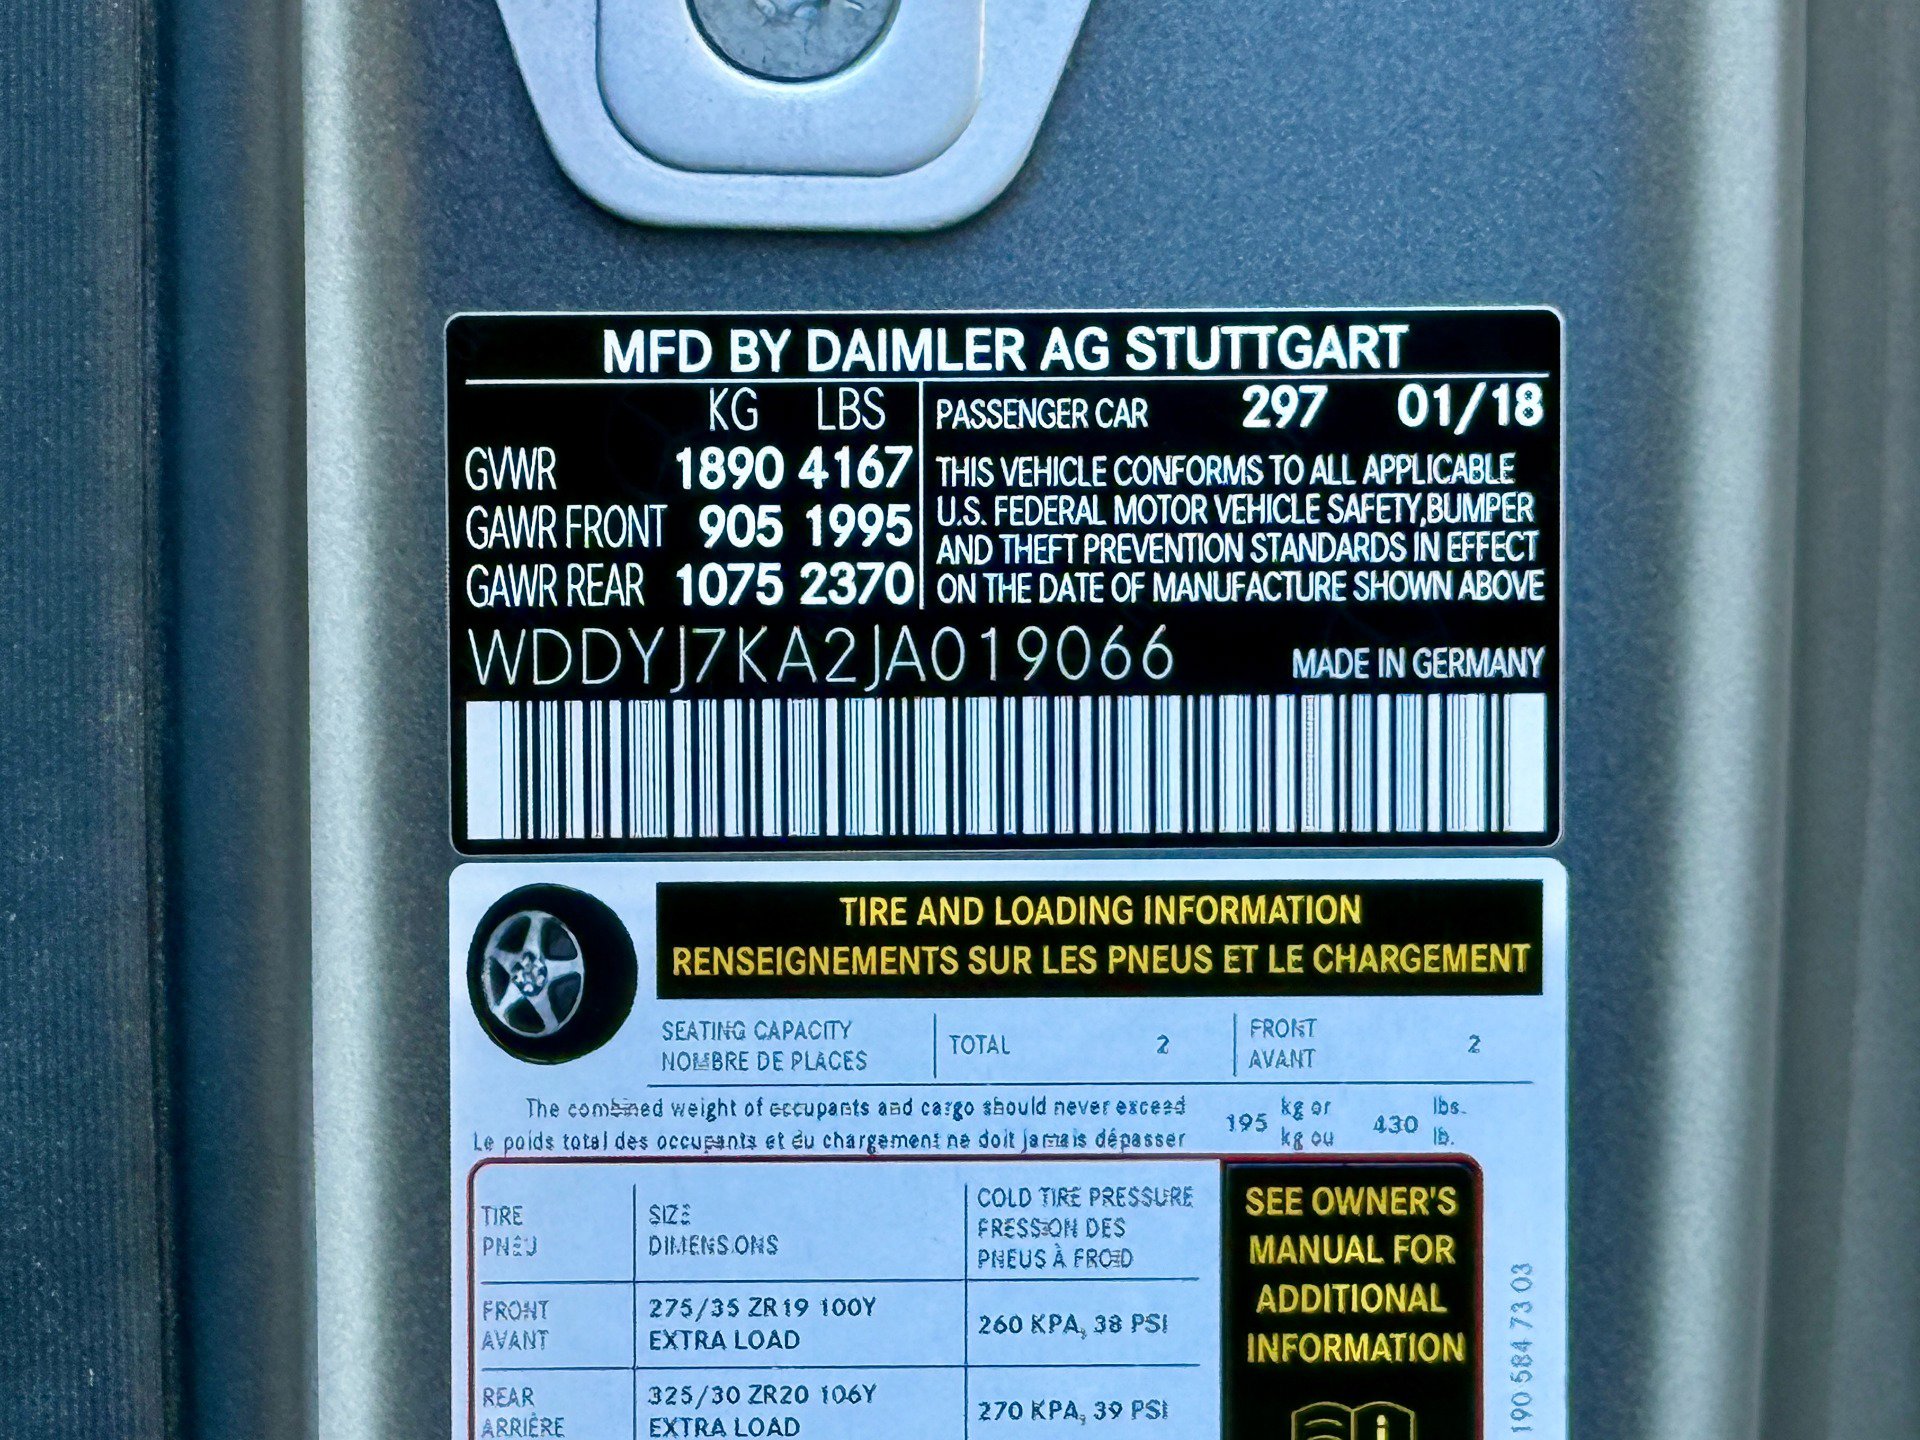 MFD BY DAIMLER AG STUTTGART
KG LBS
PASSENGER CAR 297 01/18
GVWR 1890 4167
GAWR FRONT 905 1995
GAWR REAR 1075 2370
THIS VEHICLE CONFORMS TO ALL APPLICABLE
U.S. FEDERAL MOTOR VEHICLE SAFETY,BUMPER
AND THEFT PREVENTION STANDARDS IN EFFECT
ON THE DATE OF MANUFACTURE SHOWN ABOVE
WDDYJ7KA2JA019066 MADE IN GERMANY
TIRE AND LOADING INFORMATION
RENSEIGNEMENTS SUR LES PNEUS ET LE CHARGEMENT
SEATING CAPACITY
NOMBRE DE PLACES
TOTAL 2
FRONT
AVANT
2
The combined weight of occupants and cargo should never exceed
Le poids total des occupants et du chargement ne doit jamais dépasser
195 kg or
kg ou
430 lbs.
lb.
TIRE
PNEU
SIZE
DIMENSIONS
COLD TIRE PRESSURE
PRESSION DES
PNEUS À FROID
FRONT
AVANT
275/35 ZR19 100Y
EXTRA LOAD
260 KPA, 38 PSI
REAR
ARRIÈRE
325/30 ZR20 106Y
EXTRA LOAD
270 KPA, 39 PSI
SEE OWNER'S
MANUAL FOR
ADDITIONAL
INFORMATION
190 584 73 03